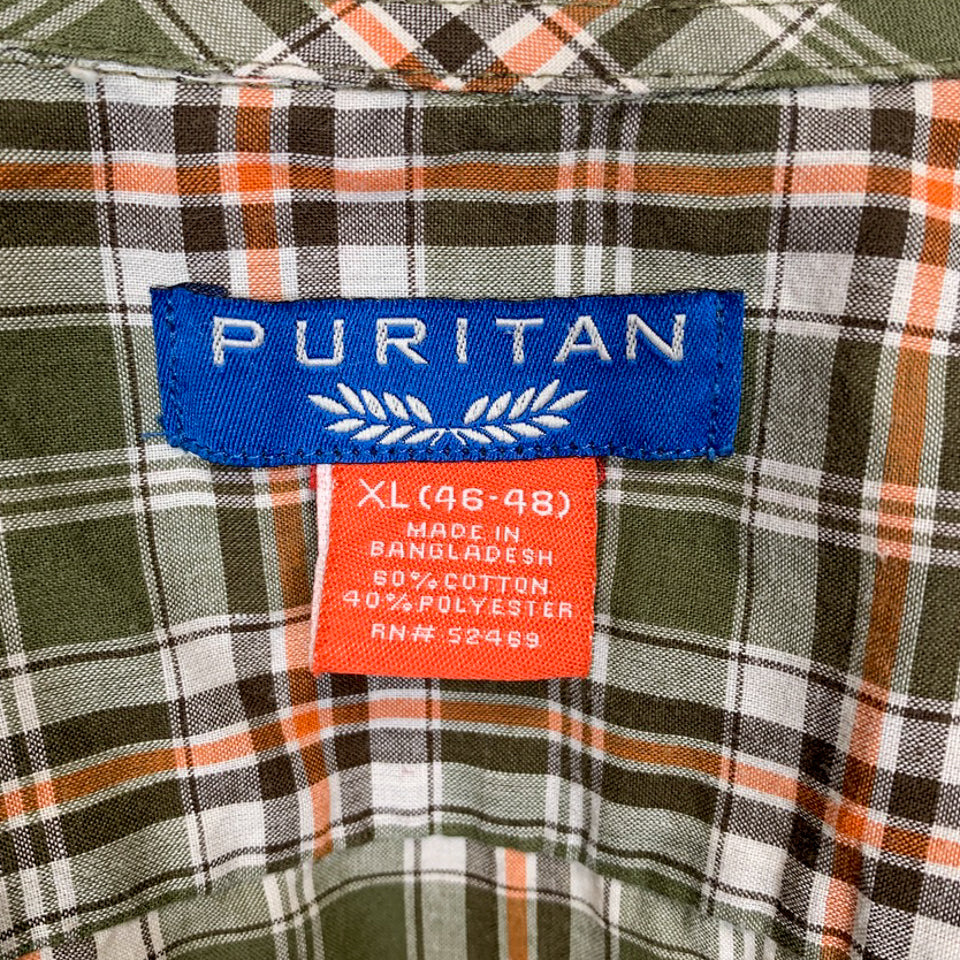 PURITAN
XL (46-48)
MADE IN
BANGLADESH
60% COTTON
40% POLYESTER
RN# 52469